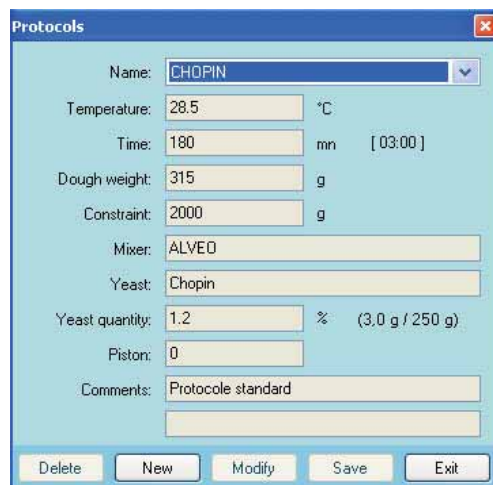 Protocols
Name: CHOPIN
Temperature: 28.5 °C
Time: 180 mn [ 03:00 ]
Dough weight: 315 g
Constraint: 2000 g
Mixer: ALVEO
Yeast: Chopin
Yeast quantity: 1.2 % (3,0 g / 250 g)
Piston: 0
Comments: Protocole standard
Delete New Modify Save Exit